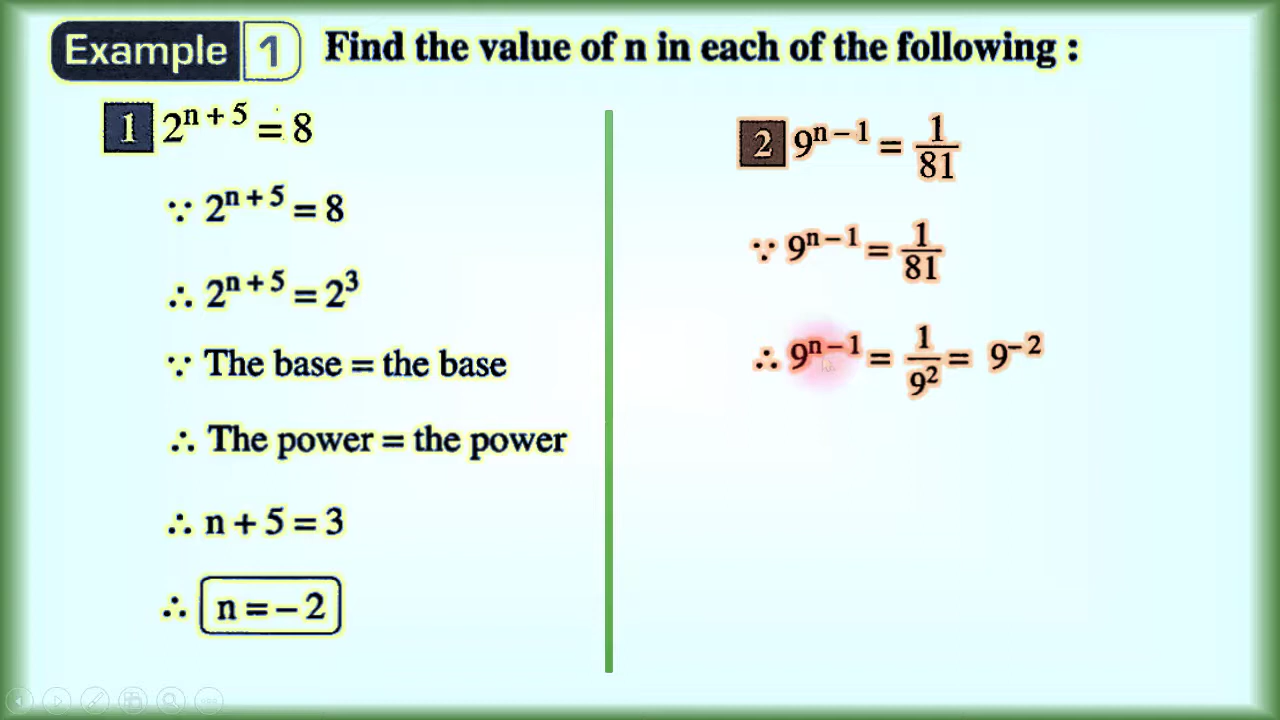 Example 1 Find the value of n in each of the following :
1 2^{n + 5} = 8
∵ 2^{n + 5} = 8
∴ 2^{n + 5} = 2^3
∵ The base = the base
∴ The power = the power
∴ n + 5 = 3
∴ n = – 2
2 9^{n – 1} = 1/81
∵ 9^{n – 1} = 1/81
∴ 9^{n – 1} = 1/9^2 = 9^{– 2}